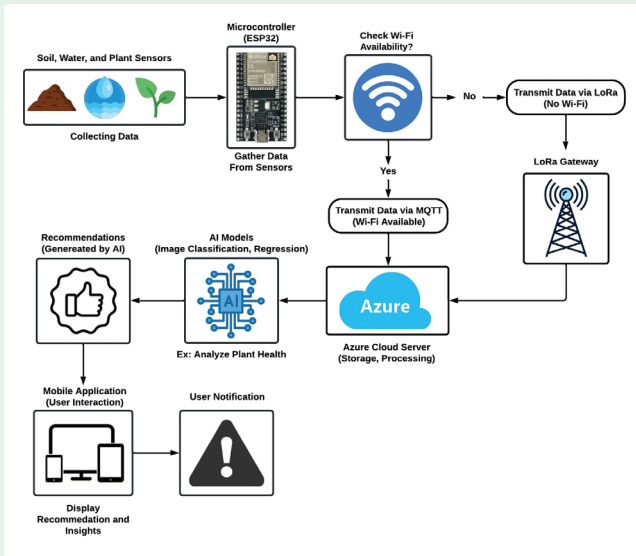 Soil, Water, and Plant Sensors
Collecting Data
Microcontroller
(ESP32)
Gather Data
From Sensors
Check Wi-Fi
Availability?
No
Transmit Data via LoRa
(No Wi-Fi)
LoRa Gateway
Yes
Transmit Data via MQTT
(Wi-Fi Available)
Azure
Azure Cloud Server
(Storage, Processing)
AI Models
(Image Classification, Regression)
AI
Ex: Analyze Plant Health
Recommendations
(Genereated by AI)
Mobile Application
(User Interaction)
Display
Recommedation and
Insights
User Notification